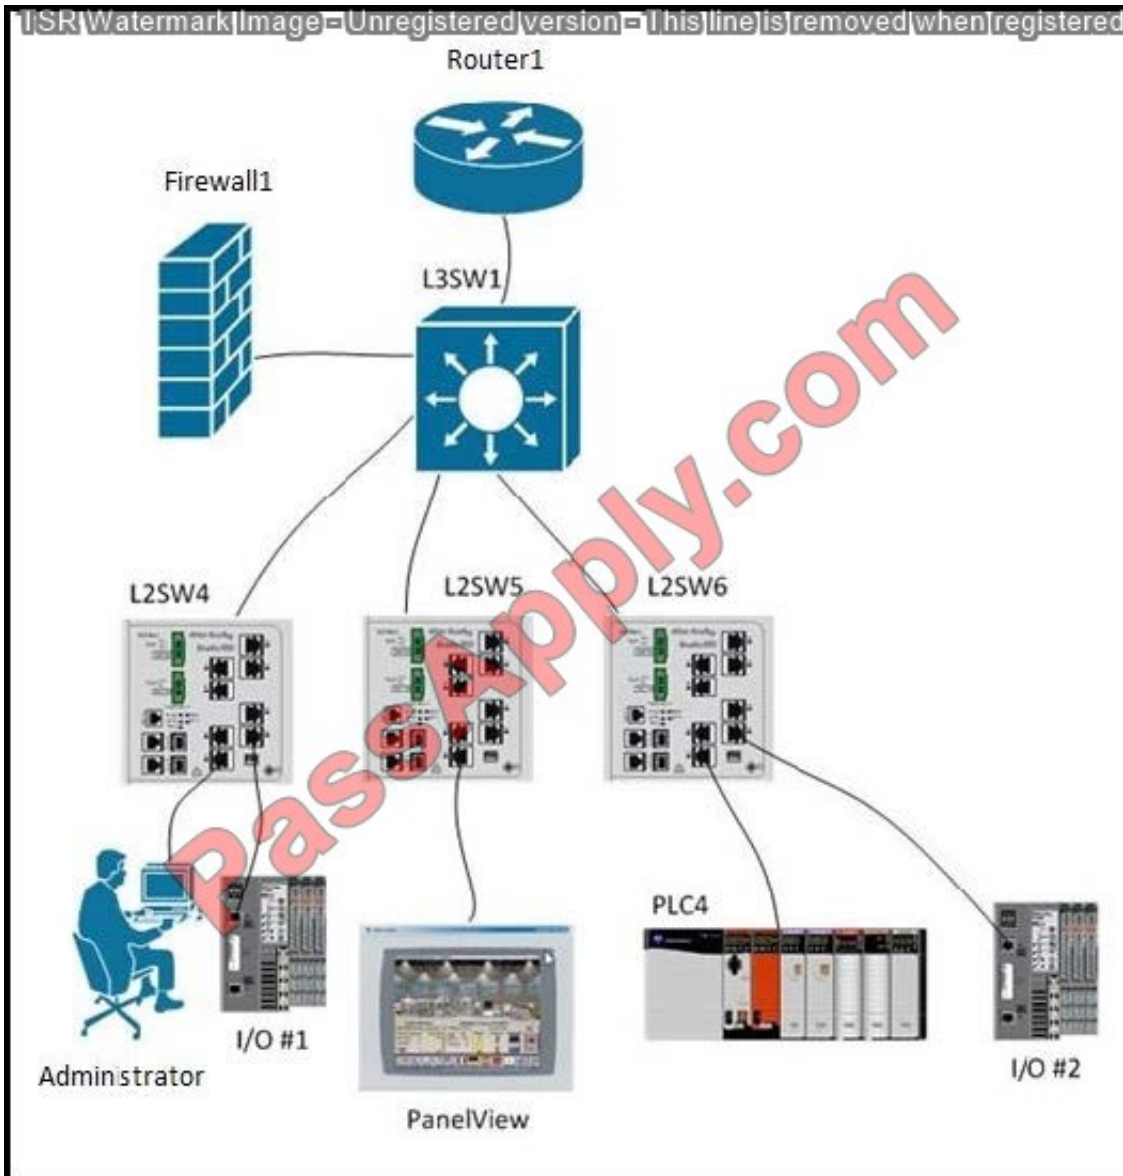 TSR Watermark Image - Unregistered version - This line is removed when registered
Router1
Firewall1
L3SW1
L2SW4
L2SW5
L2SW6
PassApply.com
PLC4
I/O #1
Administrator
I/O #2
PanelView